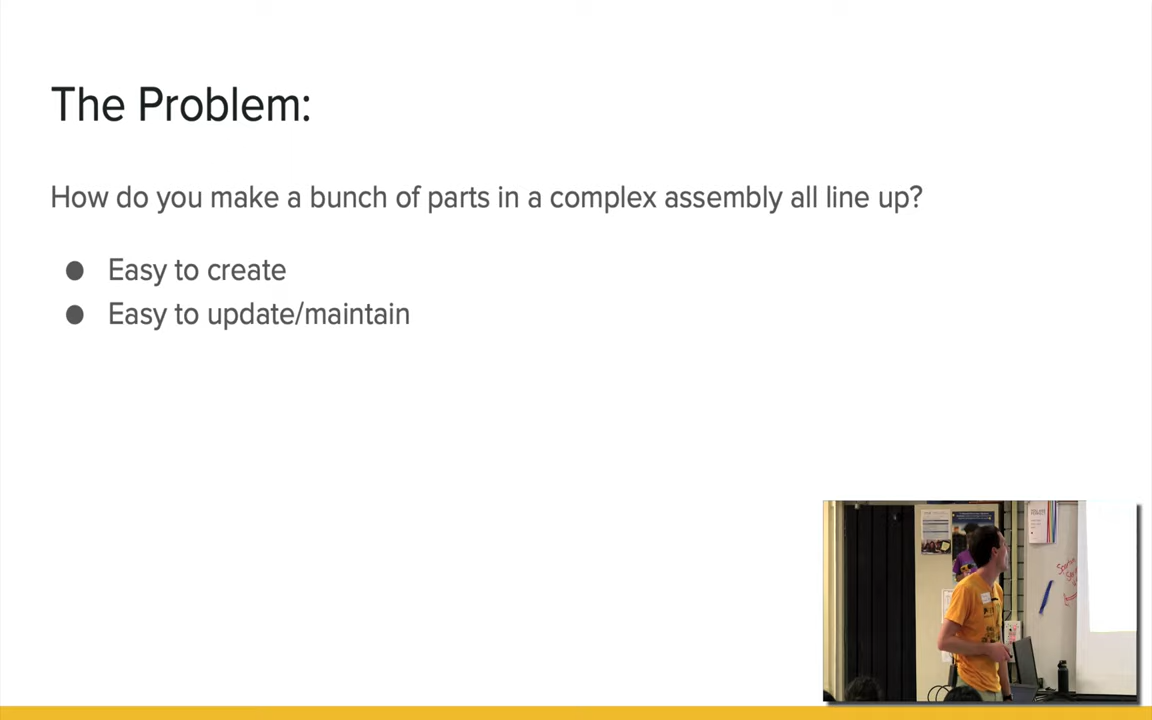 The Problem:
How do you make a bunch of parts in a complex assembly all line up?
● Easy to create
● Easy to update/maintain